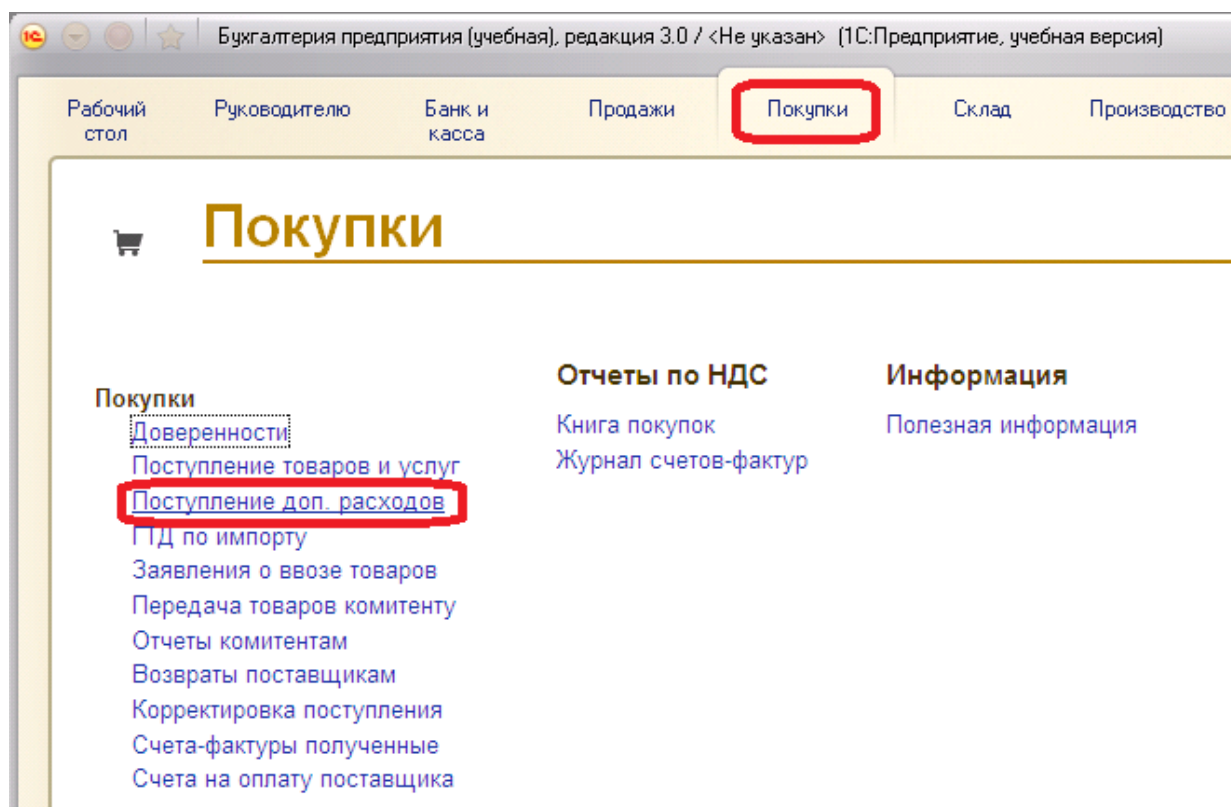 1С Бухгалтерия предприятия (учебная), редакция 3.0 / <Не указан> (1С:Предприятие, учебная версия)
Рабочий стол Руководителю Банк и касса Продажи Покупки Склад Производство
Покупки
Покупки
Доверенности
Поступление товаров и услуг
Поступление доп. расходов
ГТД по импорту
Заявления о ввозе товаров
Передача товаров комитенту
Отчеты комитентам
Возвраты поставщикам
Корректировка поступления
Счета-фактуры полученные
Счета на оплату поставщика
Отчеты по НДС
Книга покупок
Журнал счетов-фактур
Информация
Полезная информация